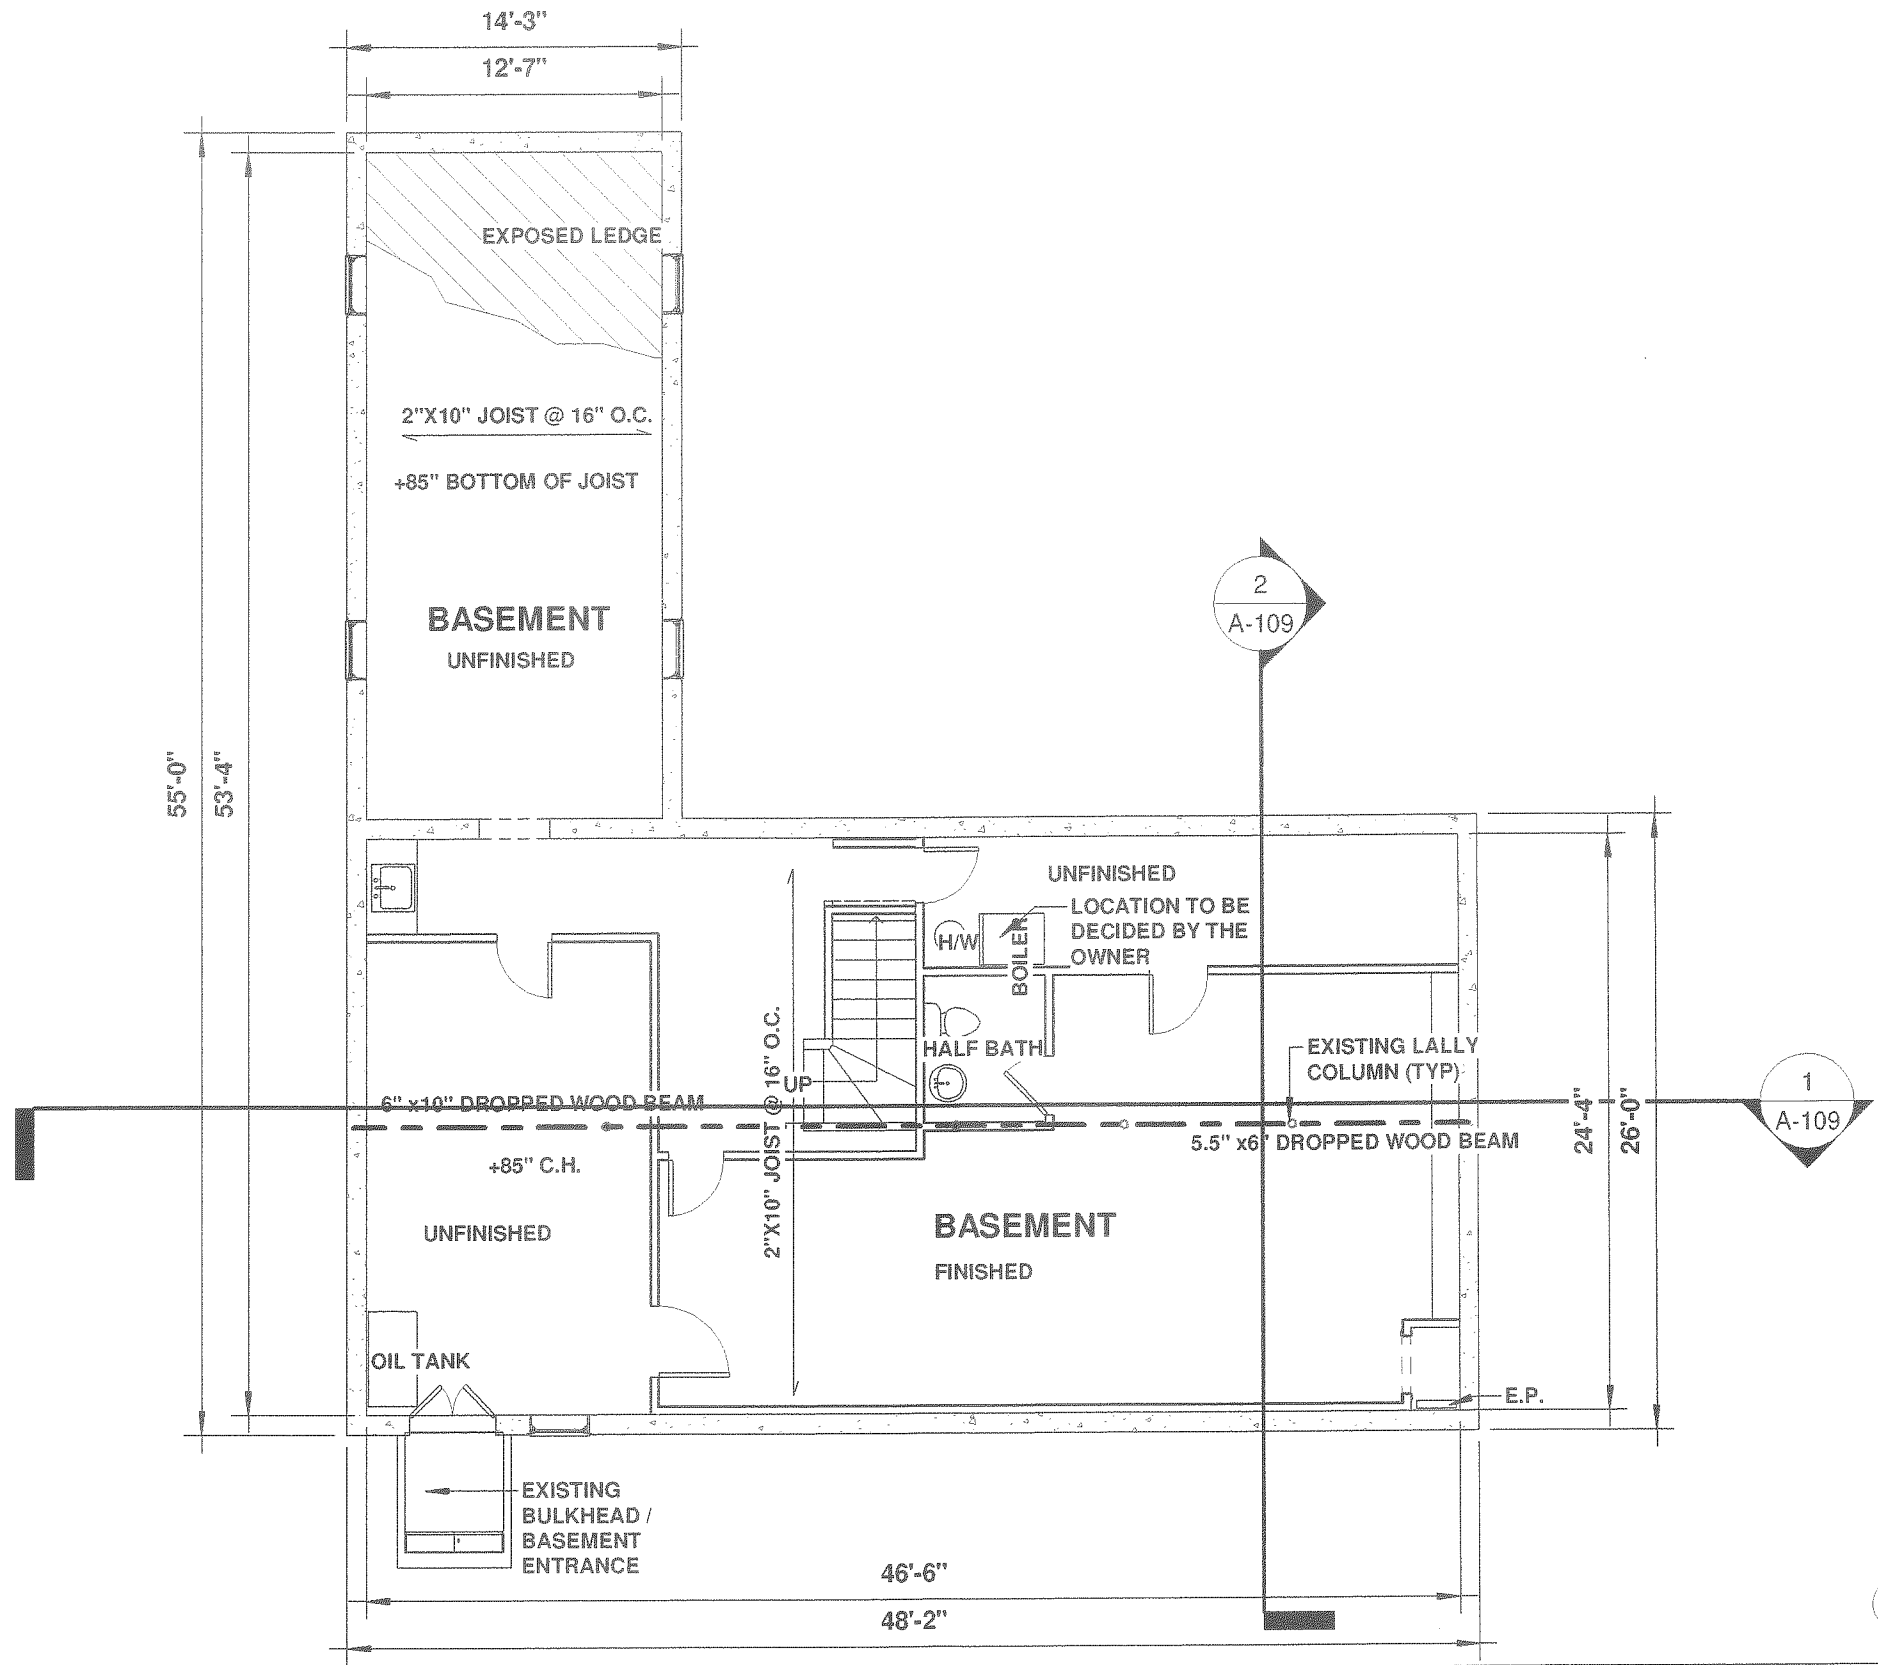 14'-3"
12'-7"
EXPOSED LEDGE
2"X10" JOIST @ 16" O.C.
+85" BOTTOM OF JOIST
BASEMENT
UNFINISHED
2
A-109
55'-0"
53'-4"
UNFINISHED
LOCATION TO BE
DECIDED BY THE
OWNER
H/W
BOILER
HALF BATH
EXISTING LALLY
COLUMN (TYP)
UP
2"X10" JOIST @ 16" O.C.
6" x10" DROPPED WOOD BEAM
5.5" x6" DROPPED WOOD BEAM
24'-4"
26'-0"
1
A-109
+85" C.H.
UNFINISHED
BASEMENT
FINISHED
OIL TANK
E.P.
EXISTING
BULKHEAD /
BASEMENT
ENTRANCE
46'-6"
48'-2"